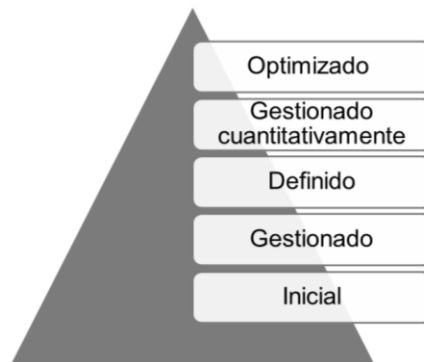 Optimizado
Gestionado
cuantitativamente
Definido
Gestionado
Inicial